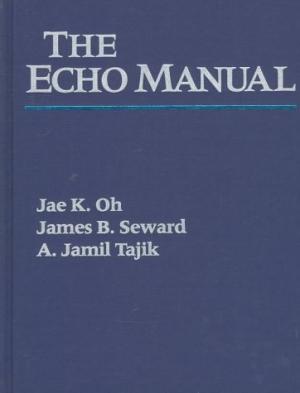 THE
ECHO MANUAL
Jae K. Oh
James B. Seward
A. Jamil Tajik